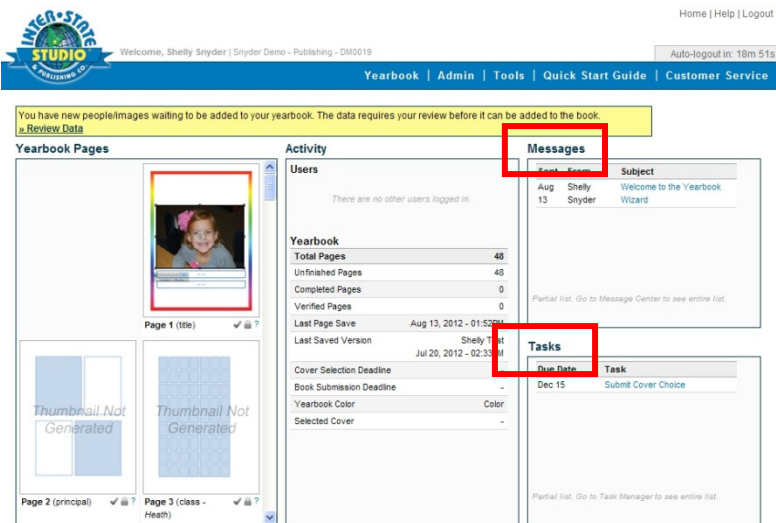 Home | Help | Logout
INTER-STATE
STUDIO
& PUBLISHING CO.
Welcome, Shelly Snyder | Snyder Demo - Publishing - DM0019
Auto-logout in: 18m 51s
Yearbook | Admin | Tools | Quick Start Guide | Customer Service
You have new people/images waiting to be added to your yearbook. The data requires your review before it can be added to the book.
» Review Data
Yearbook Pages
Page 1 (title)
?
Thumbnail Not
Generated
Thumbnail Not
Generated
Page 2 (principal)
?
Page 3 (class -
Heath)
?
Activity
Users
There are no other users logged in.
Yearbook
Total Pages 48
Unfinished Pages 48
Completed Pages 0
Verified Pages 0
Last Page Save Aug 13, 2012 - 01:52PM
Last Saved Version Shelly Test
Jul 20, 2012 - 02:33PM
Cover Selection Deadline -
Book Submission Deadline -
Yearbook Color Color
Selected Cover -
Messages
Sent From Subject
Aug Shelly Welcome to the Yearbook
13 Snyder Wizard
Partial list. Go to Message Center to see entire list.
Tasks
Due Date Task
Dec 15 Submit Cover Choice
Partial list. Go to Task Manager to see entire list.